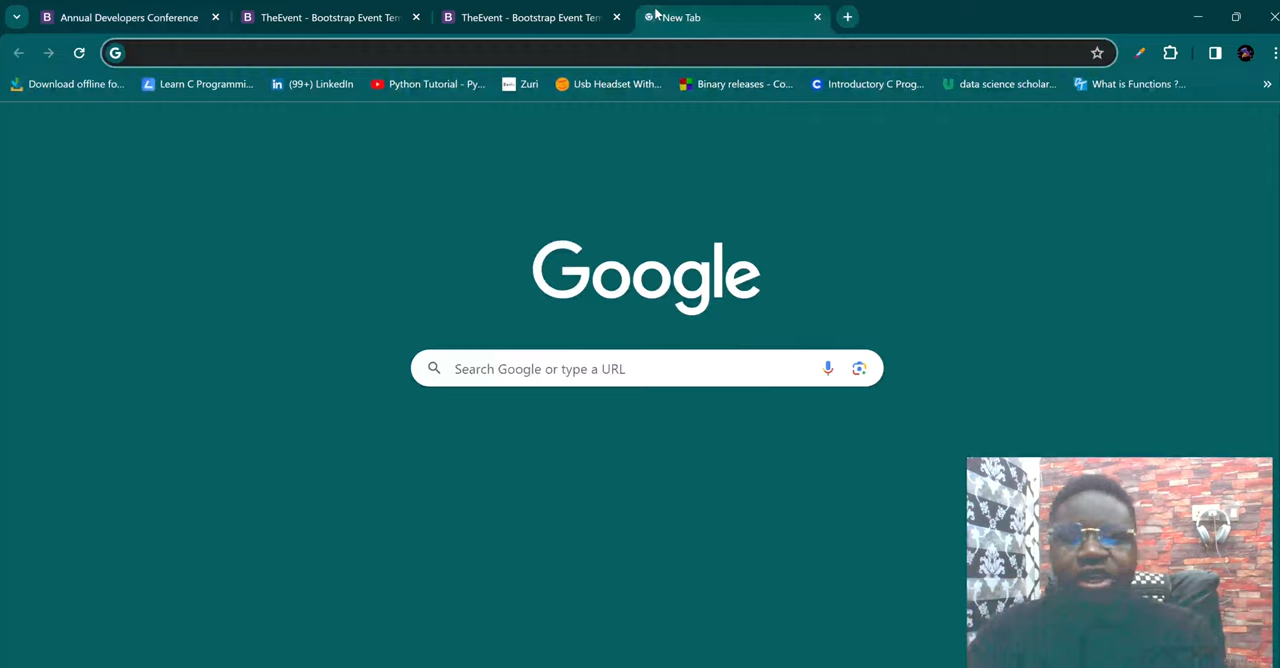 Annual Developers Conference
TheEvent - Bootstrap Event Tem
TheEvent - Bootstrap Event Tem
New Tab
Download offline fo...
Learn C Programmi...
(99+) LinkedIn
Python Tutorial - Py...
Zuri
Usb Headset With...
Binary releases - Co...
Introductory C Prog...
data science scholar...
What is Functions ?...
Google
Search Google or type a URL